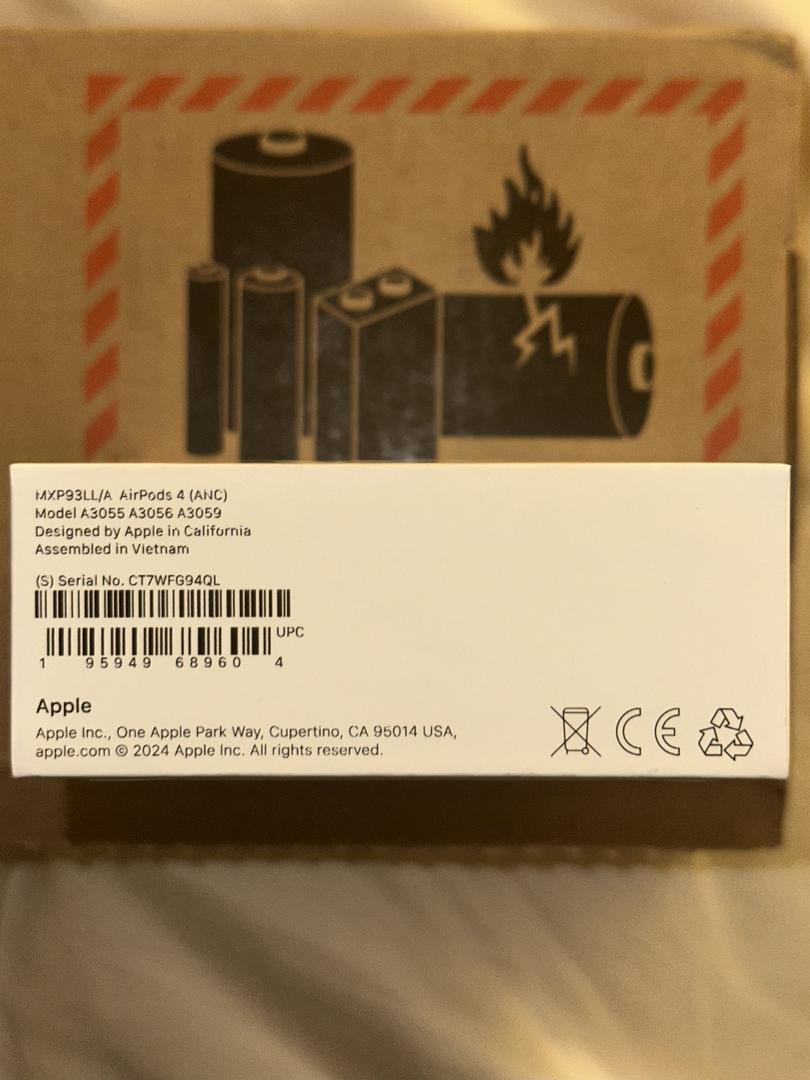 MXP93LL/A AirPods 4 (ANC)
Model A3055 A3056 A3059
Designed by Apple in California
Assembled in Vietnam
(S) Serial No. CT7WFG94QL
UPC
1 95949 68960 4
Apple
Apple Inc., One Apple Park Way, Cupertino, CA 95014 USA,
apple.com © 2024 Apple Inc. All rights reserved.
CE